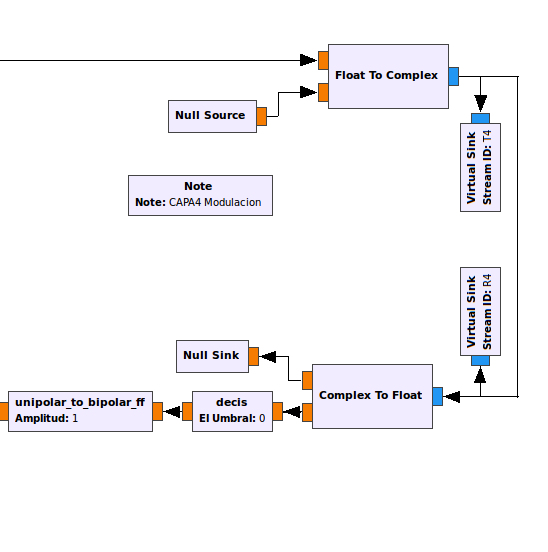 Float To Complex
Null Source
Virtual Sink
Stream ID: T4
Note
Note: CAPA4 Modulacion
Virtual Sink
Stream ID: R4
Null Sink
Complex To Float
unipolar_to_bipolar_ff
Amplitud: 1
decis
El Umbral: 0